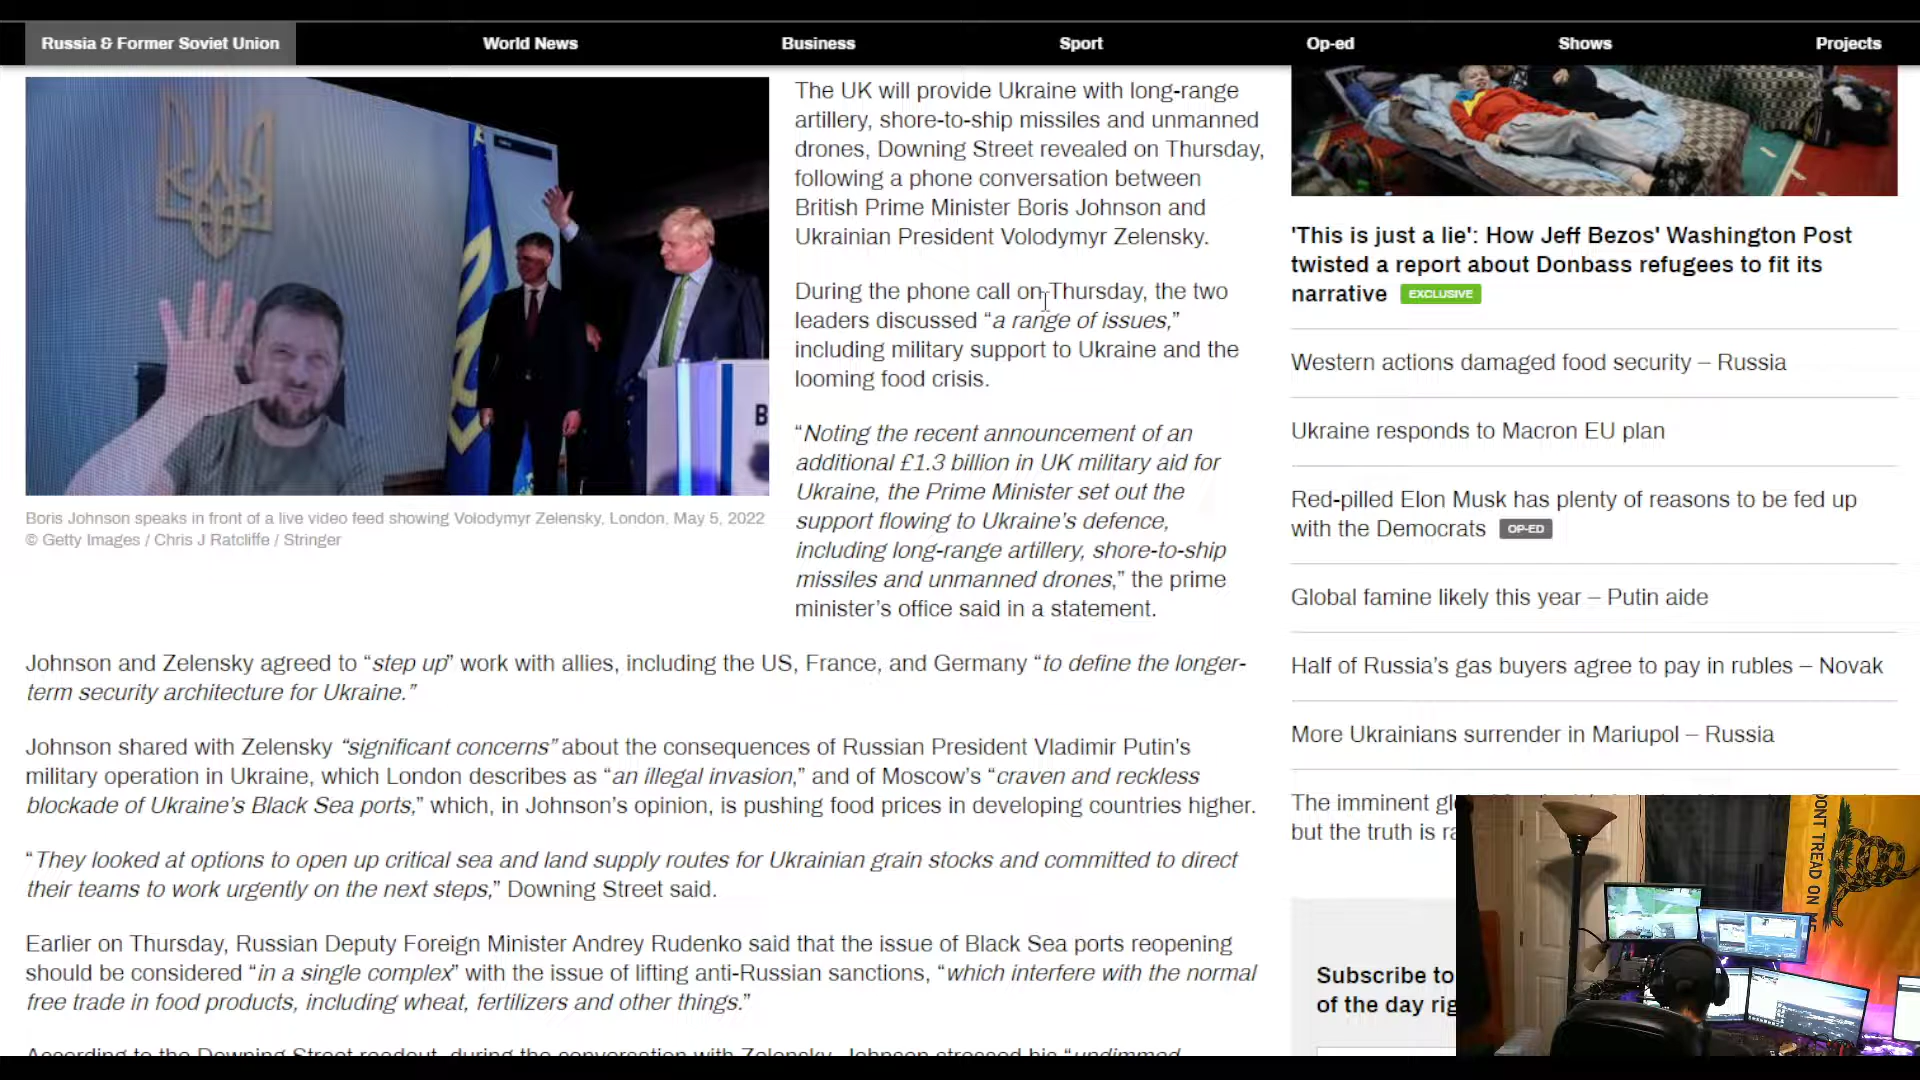 Russia & Former Soviet Union
World News
Business
Sport
Op-ed
Shows
Projects
The UK will provide Ukraine with long-range
artillery, shore-to-ship missiles and unmanned
drones, Downing Street revealed on Thursday,
following a phone conversation between
British Prime Minister Boris Johnson and
Ukrainian President Volodymyr Zelensky.
During the phone call on Thursday, the two
leaders discussed “a range of issues,”
including military support to Ukraine and the
looming food crisis.
“Noting the recent announcement of an
additional £1.3 billion in UK military aid for
Ukraine, the Prime Minister set out the
support flowing to Ukraine’s defence,
including long-range artillery, shore-to-ship
missiles and unmanned drones,” the prime
minister’s office said in a statement.
Boris Johnson speaks in front of a live video feed showing Volodymyr Zelensky, London, May 5, 2022
© Getty Images / Chris J Ratcliffe / Stringer
Johnson and Zelensky agreed to “step up” work with allies, including the US, France, and Germany “to define the longer-
term security architecture for Ukraine.”
Johnson shared with Zelensky “significant concerns” about the consequences of Russian President Vladimir Putin’s
military operation in Ukraine, which London describes as “an illegal invasion,” and of Moscow’s “craven and reckless
blockade of Ukraine’s Black Sea ports,” which, in Johnson’s opinion, is pushing food prices in developing countries higher.
“They looked at options to open up critical sea and land supply routes for Ukrainian grain stocks and committed to direct
their teams to work urgently on the next steps,” Downing Street said.
Earlier on Thursday, Russian Deputy Foreign Minister Andrey Rudenko said that the issue of Black Sea ports reopening
should be considered “in a single complex” with the issue of lifting anti-Russian sanctions, “which interfere with the normal
free trade in food products, including wheat, fertilizers and other things.”
According to the Downing Street readout, during the conversation with Zelensky, Johnson stressed his “undimmed
'This is just a lie': How Jeff Bezos' Washington Post
twisted a report about Donbass refugees to fit its
narrative EXCLUSIVE
Western actions damaged food security – Russia
Ukraine responds to Macron EU plan
Red-pilled Elon Musk has plenty of reasons to be fed up
with the Democrats OP-ED
Global famine likely this year – Putin aide
Half of Russia’s gas buyers agree to pay in rubles – Novak
More Ukrainians surrender in Mariupol – Russia
The imminent gl
but the truth is ra
Subscribe to
of the day rig
DONT TREAD ON ME